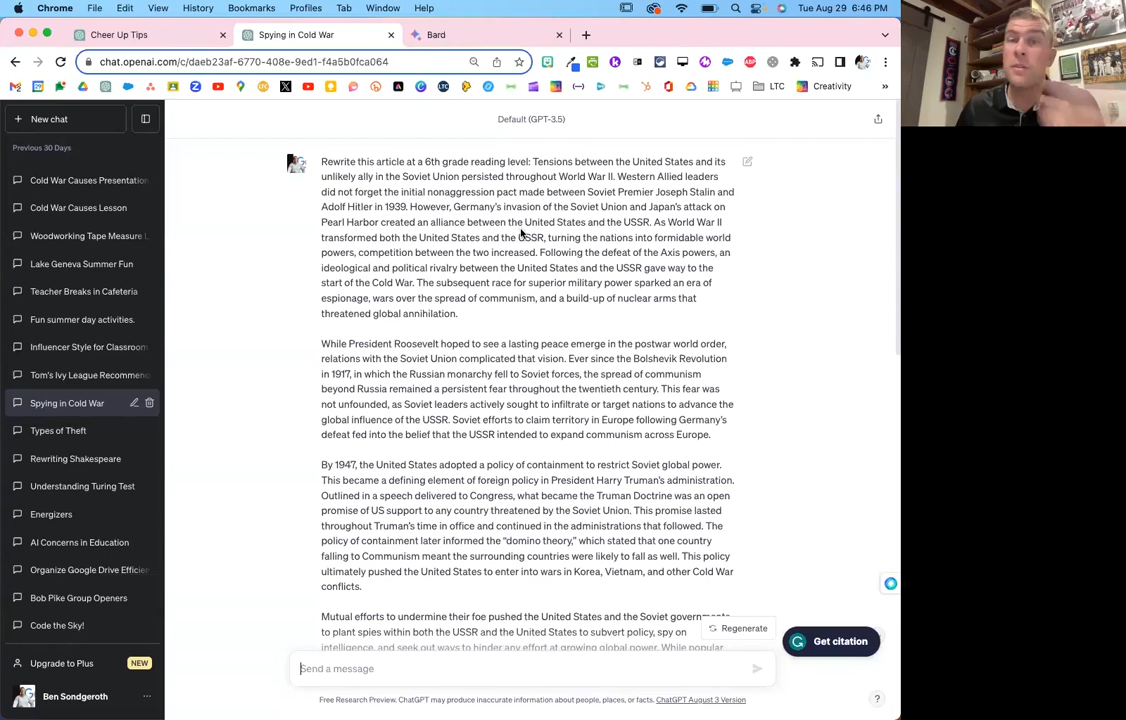 Chrome File Edit View History Bookmarks Profiles Tab Window Help Tue Aug 29 6:46 PM
Cheer Up Tips Spying in Cold War Bard
chat.openai.com/c/daeb23af-6770-408e-9ed1-f4a5b0fca064
LTC Creativity
New chat
Default (GPT-3.5)
Previous 30 Days
Cold War Causes Presentation
Cold War Causes Lesson
Woodworking Tape Measure
Lake Geneva Summer Fun
Teacher Breaks in Cafeteria
Fun summer day activities.
Influencer Style for Classroom
Tom's Ivy League Recommen
Spying in Cold War
Types of Theft
Rewriting Shakespeare
Understanding Turing Test
Energizers
AI Concerns in Education
Organize Google Drive Efficien
Bob Pike Group Openers
Code the Sky!
Upgrade to Plus NEW
Ben Sondgeroth
Rewrite this article at a 6th grade reading level: Tensions between the United States and its
unlikely ally in the Soviet Union persisted throughout World War II. Western Allied leaders
did not forget the initial nonaggression pact made between Soviet Premier Joseph Stalin and
Adolf Hitler in 1939. However, Germany's invasion of the Soviet Union and Japan's attack on
Pearl Harbor created an alliance between the United States and the USSR. As World War II
transformed both the United States and the USSR, turning the nations into formidable world
powers, competition between the two increased. Following the defeat of the Axis powers, an
ideological and political rivalry between the United States and the USSR gave way to the
start of the Cold War. The subsequent race for superior military power sparked an era of
espionage, wars over the spread of communism, and a build-up of nuclear arms that
threatened global annihilation.
While President Roosevelt hoped to see a lasting peace emerge in the postwar world order,
relations with the Soviet Union complicated that vision. Ever since the Bolshevik Revolution
in 1917, in which the Russian monarchy fell to Soviet forces, the spread of communism
beyond Russia remained a persistent fear throughout the twentieth century. This fear was
not unfounded, as Soviet leaders actively sought to infiltrate or target nations to advance the
global influence of the USSR. Soviet efforts to claim territory in Europe following Germany's
defeat fed into the belief that the USSR intended to expand communism across Europe.
By 1947, the United States adopted a policy of containment to restrict Soviet global power.
This became a defining element of foreign policy in President Harry Truman's administration.
Outlined in a speech delivered to Congress, what became the Truman Doctrine was an open
promise of US support to any country threatened by the Soviet Union. This promise lasted
throughout Truman's time in office and continued in the administrations that followed. The
policy of containment later informed the "domino theory," which stated that one country
falling to Communism meant the surrounding countries were likely to fall as well. This policy
ultimately pushed the United States to enter into wars in Korea, Vietnam, and other Cold War
conflicts.
Mutual efforts to undermine their foe pushed the United States and the Soviet governments
to plant spies within both the USSR and the United States to subvert policy, spy on
intelligence, and seek out ways to hinder any effort at growing global power. While popular
Regenerate
Get citation
Send a message
Free Research Preview. ChatGPT may produce inaccurate information about people, places, or facts. ChatGPT August 3 Version